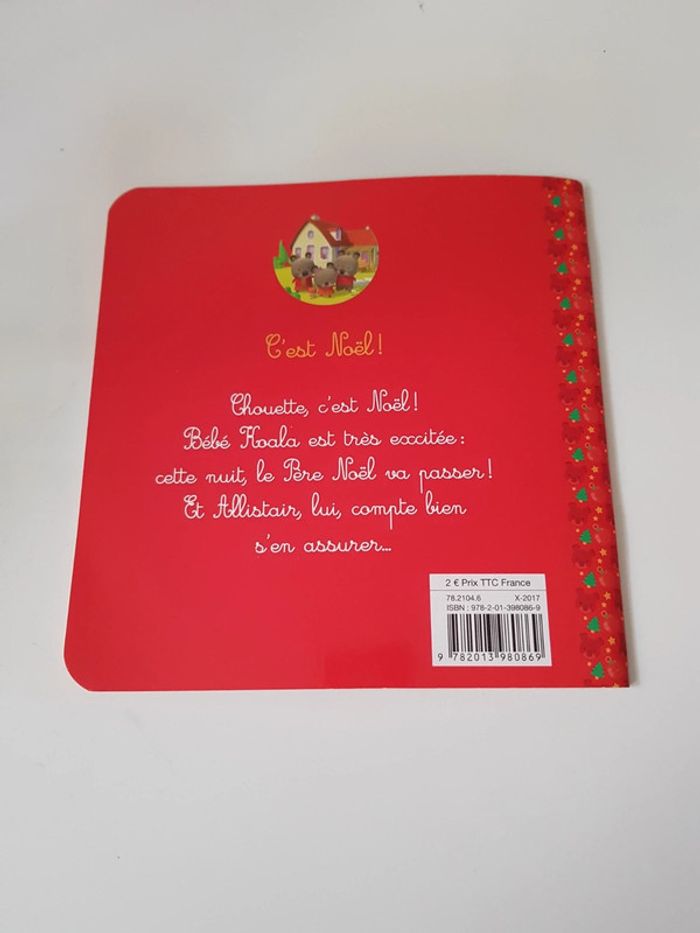 C'est Noël !
Chouette, c'est Noël !
Bébé Koala est très excitée :
cette nuit, le Père Noël va passer !
Et Allistair, lui, compte bien
s'en assurer...
2 € Prix TTC France
78.2104.6 X-2017
ISBN : 978-2-01-398086-9
9 782013 980869